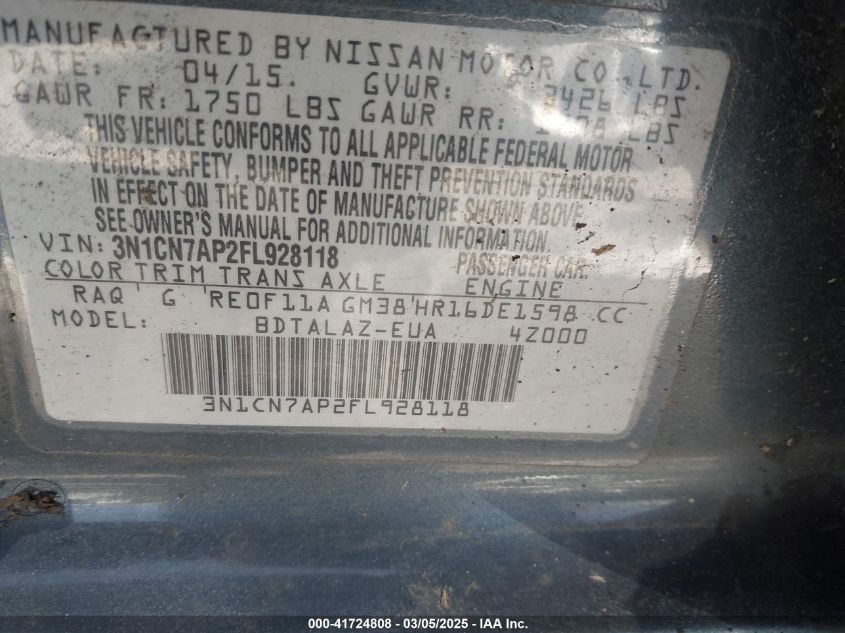 MANUFACTURED BY NISSAN MOTOR CO.,LTD.
DATE: 04/15. GVWR: 3426 LBS
GAWR FR: 1750 LBS GAWR RR: LBS
THIS VEHICLE CONFORMS TO ALL APPLICABLE FEDERAL MOTOR
VEHICLE SAFETY, BUMPER AND THEFT PREVENTION STANDARDS
IN EFFECT ON THE DATE OF MANUFACTURE SHOWN ABOVE.
SEE OWNER'S MANUAL FOR ADDITIONAL INFORMATION.
VIN: 3N1CN7AP2FL928118 PASSENGER CAR.
COLOR TRIM TRANS AXLE ENGINE
RAQ ' G 'RE0F11A GM38'HR16DE1598 CC
BDTALAZ-EUA 4Z000
3N1CN7AP2FL928118
000-41724808 - 03/05/2025 - IAA Inc.